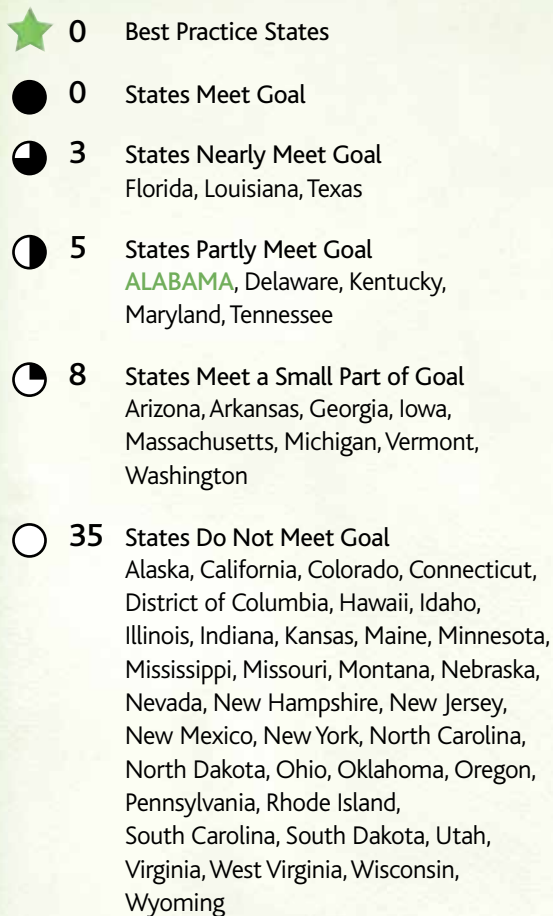 0 Best Practice States
0 States Meet Goal
3 States Nearly Meet Goal
Florida, Louisiana, Texas
5 States Partly Meet Goal
ALABAMA, Delaware, Kentucky,
Maryland, Tennessee
8 States Meet a Small Part of Goal
Arizona, Arkansas, Georgia, Iowa,
Massachusetts, Michigan, Vermont,
Washington
35 States Do Not Meet Goal
Alaska, California, Colorado, Connecticut,
District of Columbia, Hawaii, Idaho,
Illinois, Indiana, Kansas, Maine, Minnesota,
Mississippi, Missouri, Montana, Nebraska,
Nevada, New Hampshire, New Jersey,
New Mexico, New York, North Carolina,
North Dakota, Ohio, Oklahoma, Oregon,
Pennsylvania, Rhode Island,
South Carolina, South Dakota, Utah,
Virginia, West Virginia, Wisconsin,
Wyoming